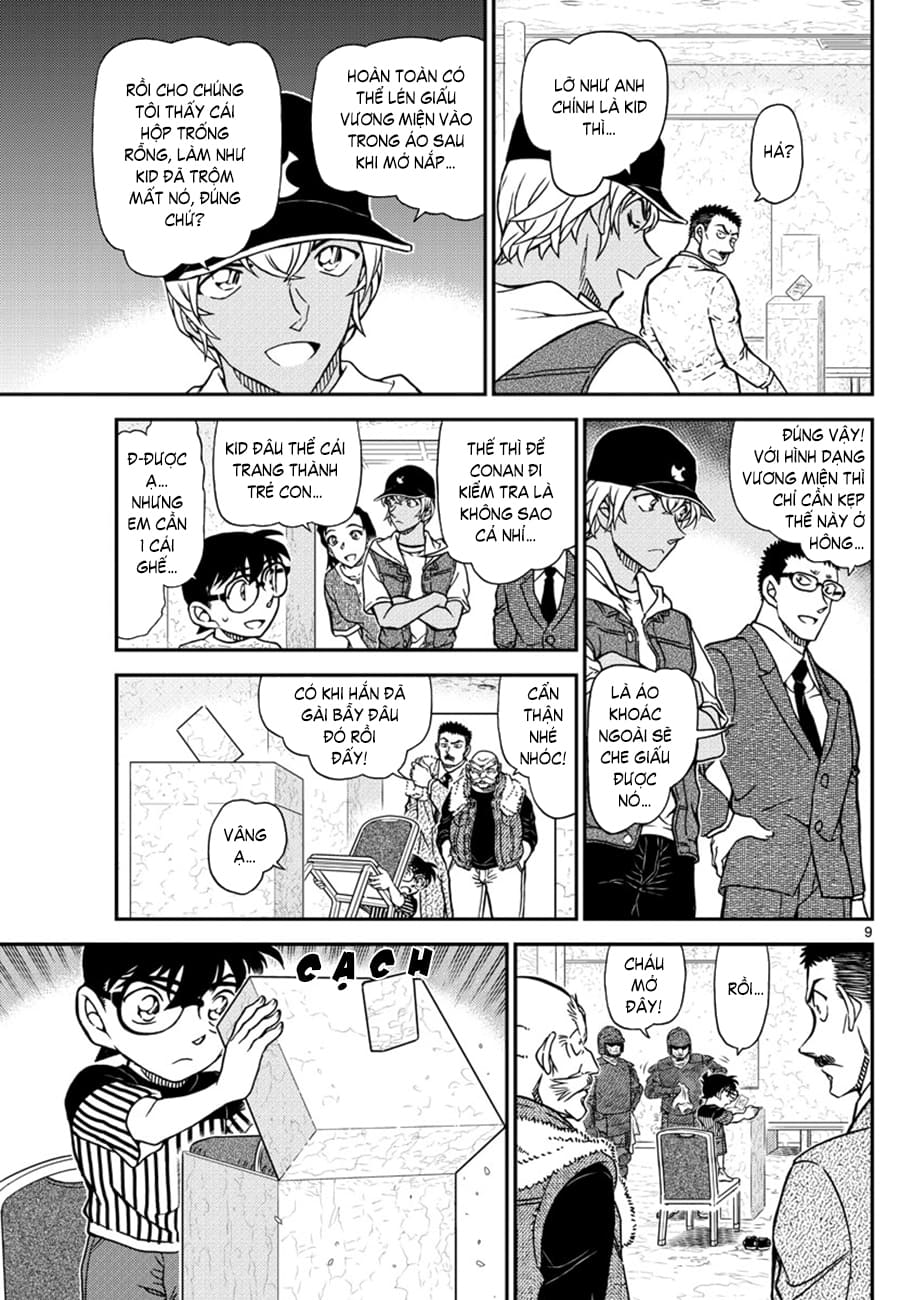 LỠ NHƯ ANH
CHÍNH LÀ KID
THÌ...
HẢ?
HOÀN TOÀN CÓ
THỂ LÉN GIẤU
VƯƠNG MIỆN VÀO
TRONG ÁO SAU
KHI MỞ NẮP...
RỒI CHO CHÚNG
TÔI THẤY CÁI
HỘP TRỐNG
RỖNG, LÀM NHƯ
KID ĐÃ TRỘM
MẤT NÓ, ĐÚNG
CHỨ?
ĐÚNG VẬY!
VỚI HÌNH DẠNG
VƯƠNG MIỆN THÌ
CHỈ CẦN KẸP
THẾ NÀY Ở
HÔNG...
LÀ ÁO
KHOÁC
NGOÀI SẼ
CHE GIẤU
ĐƯỢC
NÓ...
THẾ THÌ ĐỂ
CONAN ĐI
KIỂM TRA LÀ
KHÔNG SAO
CẢ NHỈ...
KID ĐÂU THỂ CẢI
TRANG THÀNH
TRẺ CON...
Đ-ĐƯỢC
Ạ...
NHƯNG
EM CẦN
1 CÁI
GHẾ...
CẨN
THẬN
NHÉ
NHÓC!
CÓ KHI HẮN ĐÃ
GÀI BẪY ĐÂU
ĐÓ RỒI
ĐẤY!
VÂNG
Ạ...
9
RỒI...
CHÁU
MỞ
ĐÂY!
CẠCH